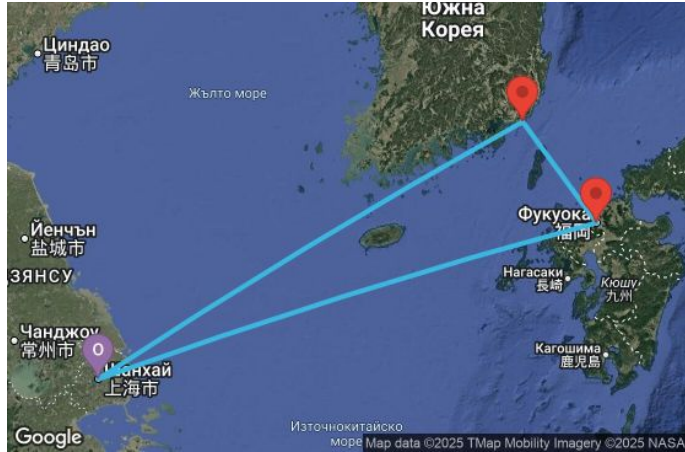 Южна
Корея
Циндао
青岛市
Жълто море
Фукуока
福岡
Йенчън
盐城市
Нагасаки
長崎
Кюшу
九州
ДЗЯНСУ
Чанджоу
常州市
O
Шанхай
上海市
Кагошима
鹿児島
Източнокитайско
море
Google
Map data ©2025 TMap Mobility Imagery ©2025 NASA